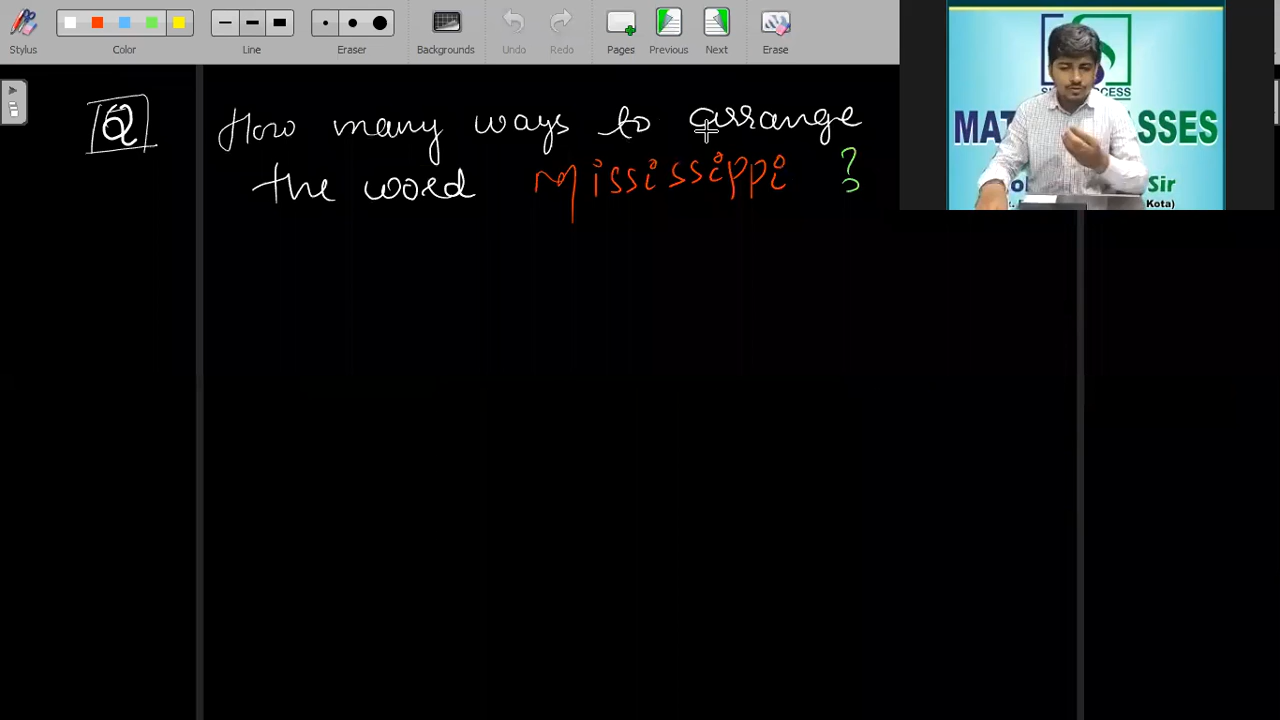 Stylus
Color
Line
Eraser
Backgrounds
Undo
Redo
Pages
Previous
Next
Erase
Q
How many ways to arrange
the word Mississippi ?
MAT
SSES
Sir
Kota)